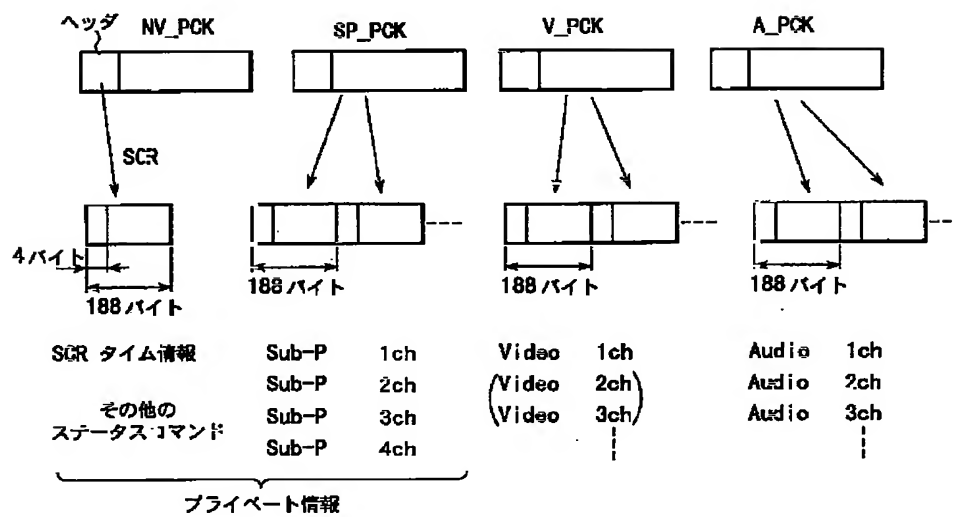 ヘッダ NV_PCK SP_PCK V_PCK A_PCK
SCR
4バイト
188バイト 188バイト 188バイト 188バイト
SCR タイム情報 Sub-P 1ch Video 1ch Audio 1ch
Sub-P 2ch (Video 2ch) Audio 2ch
その他の Sub-P 3ch (Video 3ch) Audio 3ch
ステータスコマンド Sub-P 4ch
プライベート情報